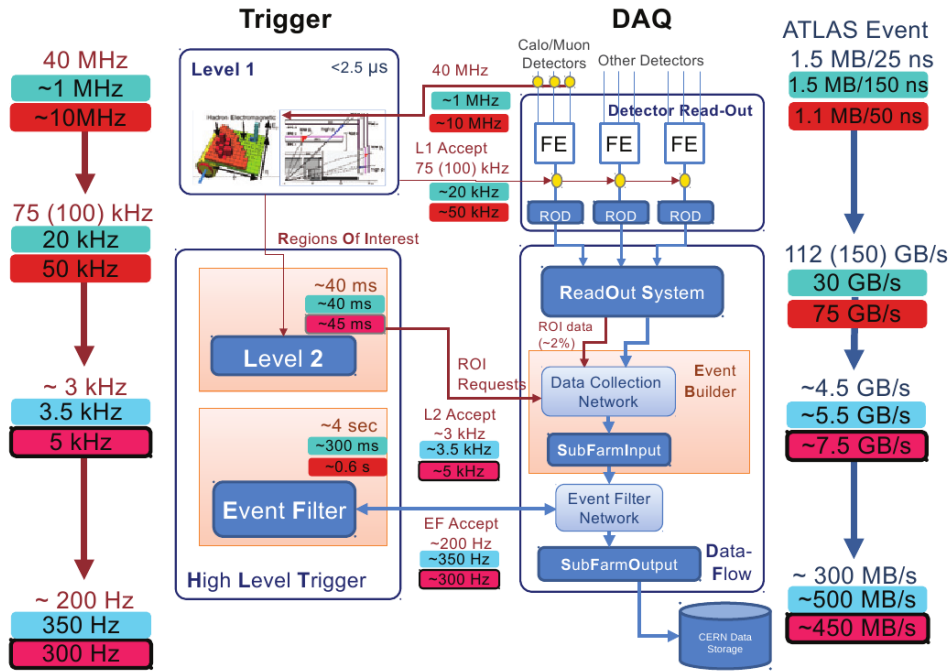 Trigger
DAQ
ATLAS Event
40 MHz
~1 MHz
~10MHz
75 (100) kHz
20 kHz
50 kHz
~ 3 kHz
3.5 kHz
5 kHz
~ 200 Hz
350 Hz
300 Hz
Level 1
<2.5 µs
Hadron Electromagnetic
Regions Of Interest
~40 ms
~40 ms
~45 ms
Level 2
~4 sec
~300 ms
~0.6 s
Event Filter
High Level Trigger
40 MHz
~1 MHz
~10 MHz
L1 Accept
75 (100) kHz
~20 kHz
~50 kHz
ROI
Requests
L2 Accept
~3 kHz
~3.5 kHz
~5 kHz
EF Accept
~200 Hz
~350 Hz
~300 Hz
Calo/Muon
Detectors
Other Detectors
Detector Read-Out
FE
FE
FE
ROD
ROD
ROD
ReadOut System
ROI data
(~2%)
Event
Builder
Data Collection
Network
SubFarmInput
Event Filter
Network
SubFarmOutput
Data-
Flow
CERN Data
Storage
1.5 MB/25 ns
1.5 MB/150 ns
1.1 MB/50 ns
112 (150) GB/s
30 GB/s
75 GB/s
~4.5 GB/s
~5.5 GB/s
~7.5 GB/s
~ 300 MB/s
~500 MB/s
~450 MB/s